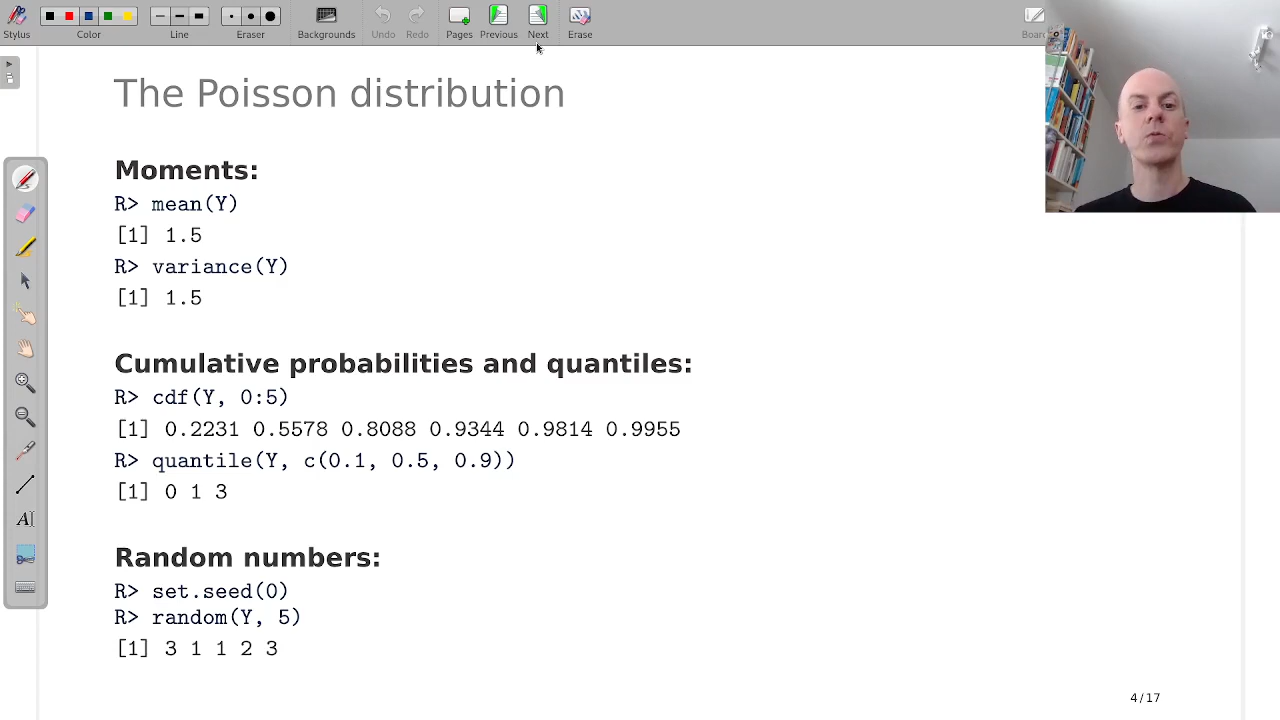 Stylus Color Line Eraser Backgrounds Undo Redo Pages Previous Next Erase Board
The Poisson distribution
Moments:
R> mean(Y)
[1] 1.5
R> variance(Y)
[1] 1.5
Cumulative probabilities and quantiles:
R> cdf(Y, 0:5)
[1] 0.2231 0.5578 0.8088 0.9344 0.9814 0.9955
R> quantile(Y, c(0.1, 0.5, 0.9))
[1] 0 1 3
Random numbers:
R> set.seed(0)
R> random(Y, 5)
[1] 3 1 1 2 3
4/17